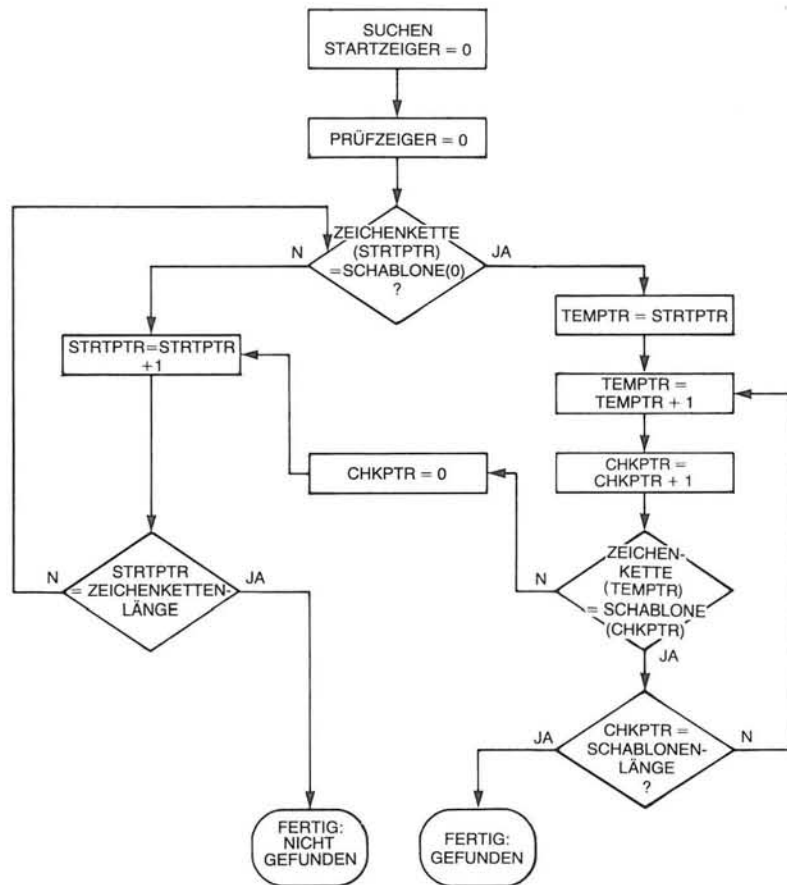 SUCHEN
STARTZEIGER = 0
PRÜFZEIGER = 0
ZEICHENKETTE
(STRTPTR)
=SCHABLONE(0)
?
N
JA
STRTPTR=STRTPTR
+1
TEMPTR = STRTPTR
TEMPTR =
TEMPTR + 1
CHKPTR = 0
CHKPTR =
CHKPTR + 1
N
STRTPTR
= ZEICHENKETTEN-
LÄNGE
JA
N
ZEICHEN-
KETTE
(TEMPTR)
= SCHABLONE
(CHKPTR)
JA
JA
CHKPTR =
SCHABLONEN-
LÄNGE
?
N
FERTIG:
NICHT
GEFUNDEN
FERTIG:
GEFUNDEN